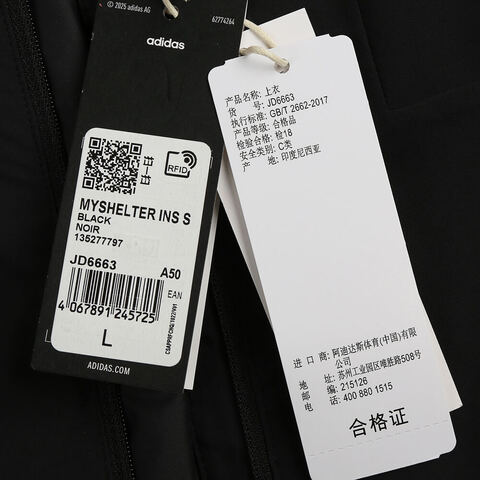 © 2025 adidas AG
62774264
adidas
RFID
MYSHELTER INS S
BLACK
NOIR
135277797
JD6663
A50
EAN
4 067891 245725
L
ADIDAS.COM
产品名称: 上衣
货 号: JD6663
执行标准: GB/T 2662-2017
产品等级: 合格品
检验合格: 检18
安全类别: C类
产 地: 印度尼西亚
进 口 商: 阿迪达斯体育(中国)有限
公司
地 址: 苏州工业园区唯胜路508号
邮 编: 215126
电 话: 400 880 1515
合格证